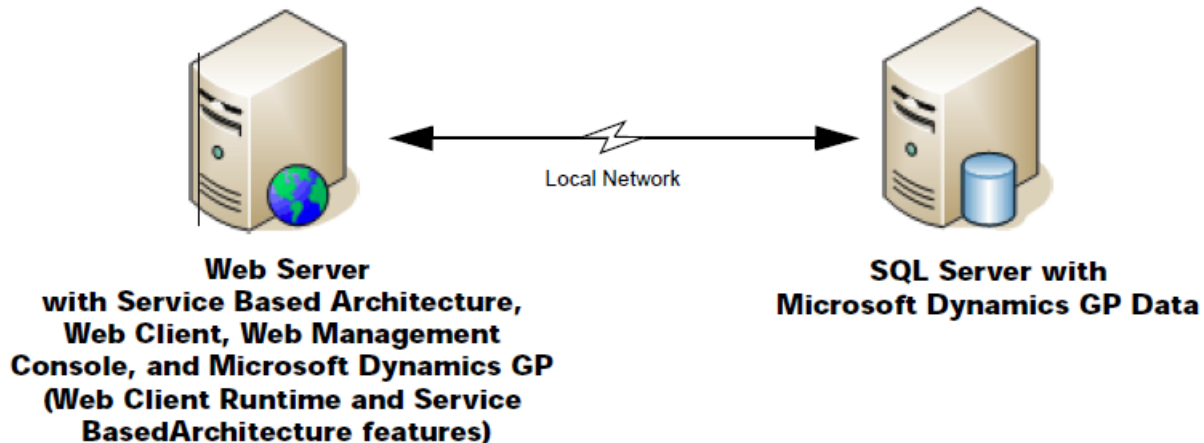 Local Network
Web Server
with Service Based Architecture,
Web Client, Web Management
Console, and Microsoft Dynamics GP
(Web Client Runtime and Service
BasedArchitecture features)
SQL Server with
Microsoft Dynamics GP Data